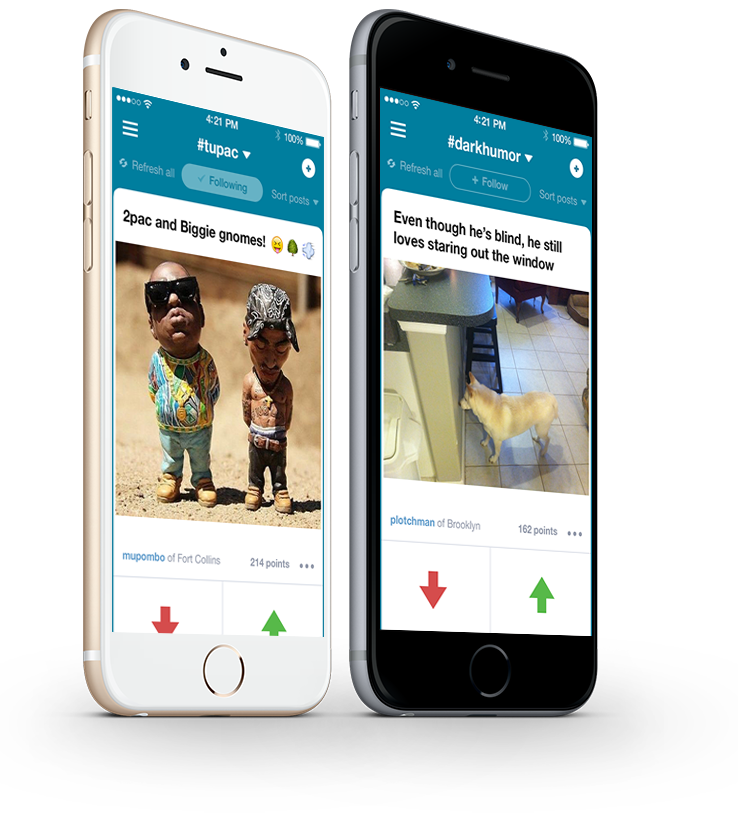 4:21 PM
100%
#tupac ▾
Refresh all
✓ Following
Sort posts ▾
2pac and Biggie gnomes! 😝🌳💨
mupombo of Fort Collins
214 points
•••
4:21 PM
100%
#darkhumor ▾
Refresh all
+ Follow
Sort posts ▾
Even though he's blind, he still
loves staring out the window
plotchman of Brooklyn
162 points
•••